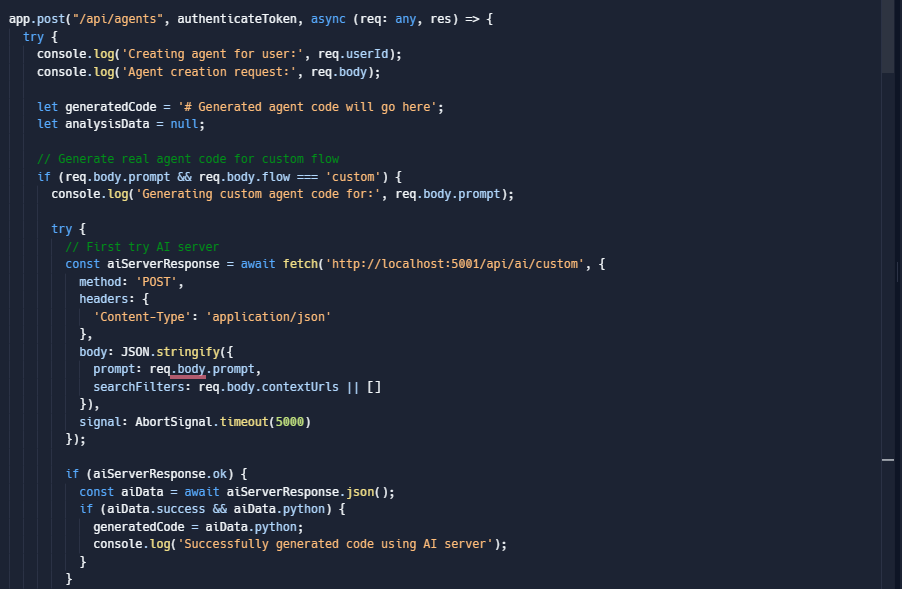 app.post("/api/agents", authenticateToken, async (req: any, res) => {
try {
console.log('Creating agent for user:', req.userId);
console.log('Agent creation request:', req.body);
let generatedCode = '# Generated agent code will go here';
let analysisData = null;
// Generate real agent code for custom flow
if (req.body.prompt && req.body.flow === 'custom') {
console.log('Generating custom agent code for:', req.body.prompt);
try {
// First try AI server
const aiServerResponse = await fetch('http://localhost:5001/api/ai/custom', {
method: 'POST',
headers: {
'Content-Type': 'application/json'
},
body: JSON.stringify({
prompt: req.body.prompt,
searchFilters: req.body.contextUrls || []
}),
signal: AbortSignal.timeout(5000)
});
if (aiServerResponse.ok) {
const aiData = await aiServerResponse.json();
if (aiData.success && aiData.python) {
generatedCode = aiData.python;
console.log('Successfully generated code using AI server');
}
}